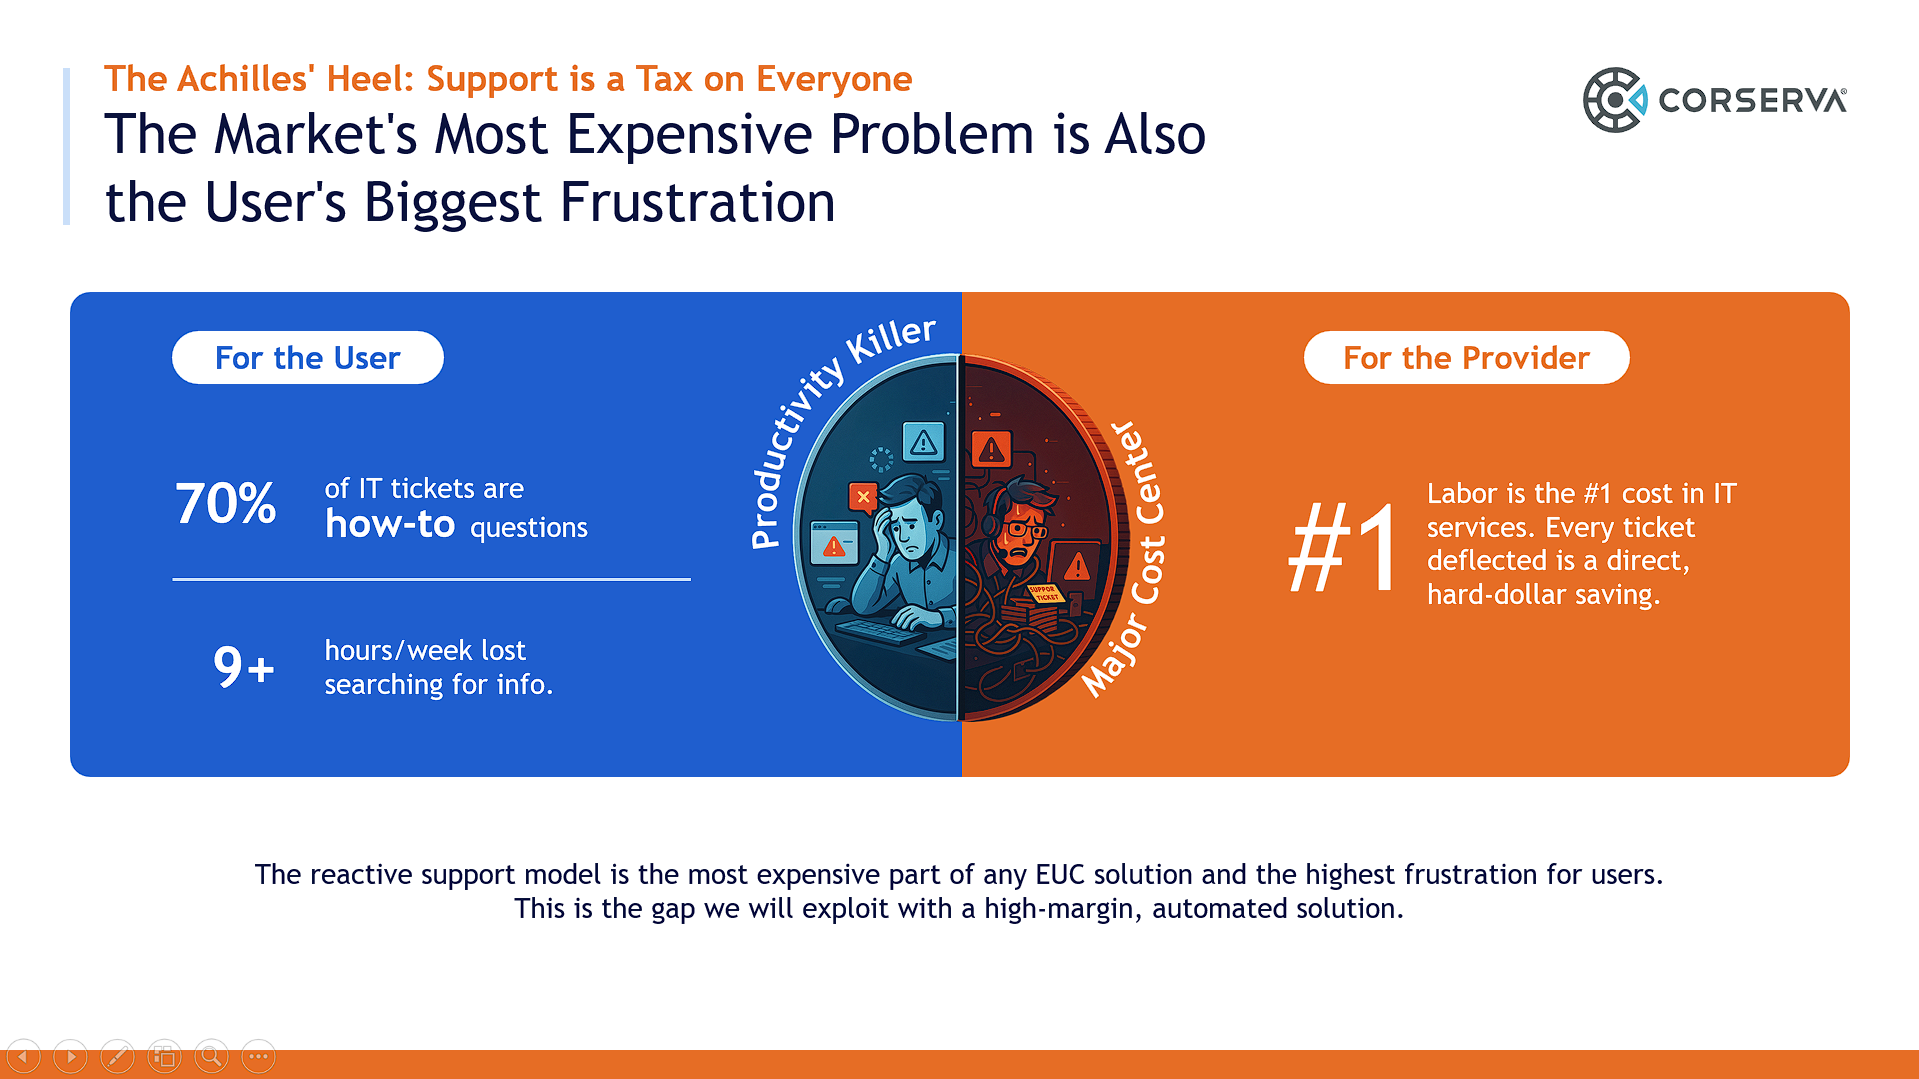 The Achilles' Heel: Support is a Tax on Everyone
The Market's Most Expensive Problem is Also
the User's Biggest Frustration
CORSERVA®
For the User
70%
of IT tickets are
how-to questions
9+
hours/week lost
searching for info.
Productivity Killer
SUPPOR
TICKET
Major Cost Center
For the Provider
#1
Labor is the #1 cost in IT
services. Every ticket
deflected is a direct,
hard-dollar saving.
The reactive support model is the most expensive part of any EUC solution and the highest frustration for users.
This is the gap we will exploit with a high-margin, automated solution.